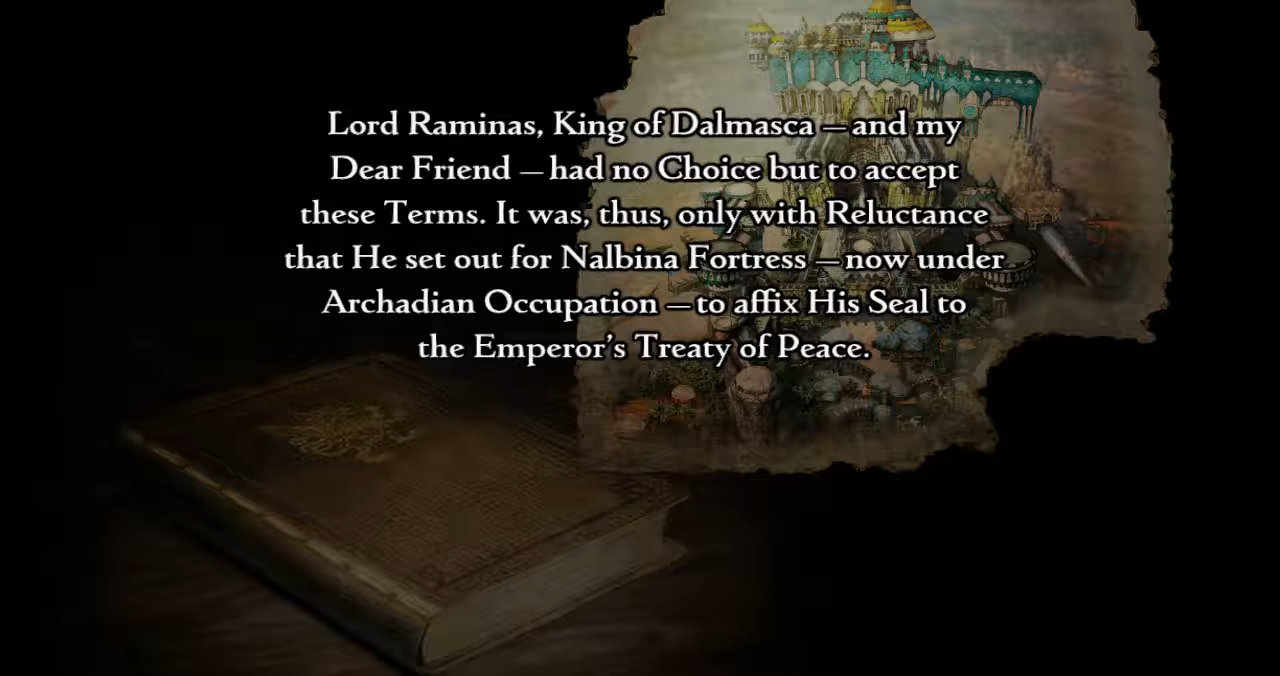 Lord Raminas, King of Dalmasca – and my
Dear Friend – had no Choice but to accept
these Terms. It was, thus, only with Reluctance
that He set out for Nalbina Fortress – now under
Archadian Occupation – to affix His Seal to
the Emperor's Treaty of Peace.